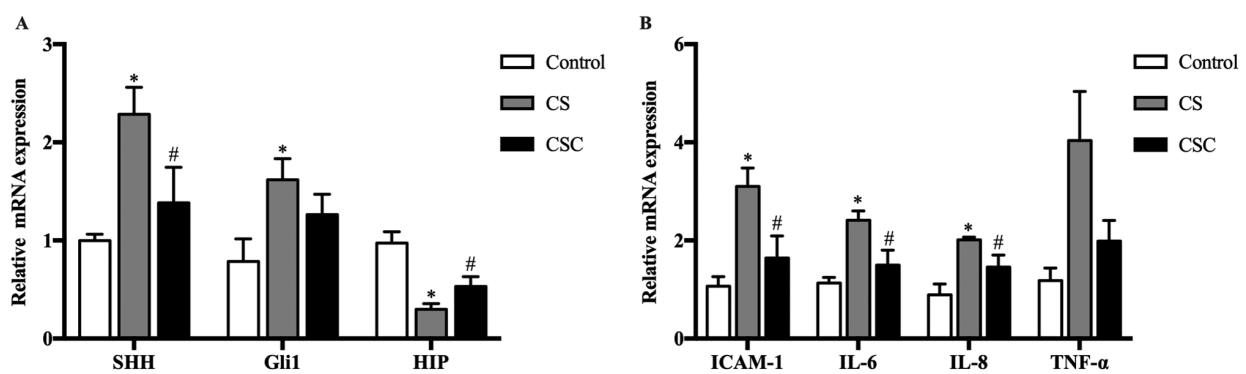 A
Relative mRNA expression
3
2
1
0
*
#
*
*
#
SHH
Gli1
HIP
Control
CS
CSC
B
Relative mRNA expression
6
4
2
0
*
#
*
#
*
#
ICAM-1
IL-6
IL-8
TNF-α
Control
CS
CSC